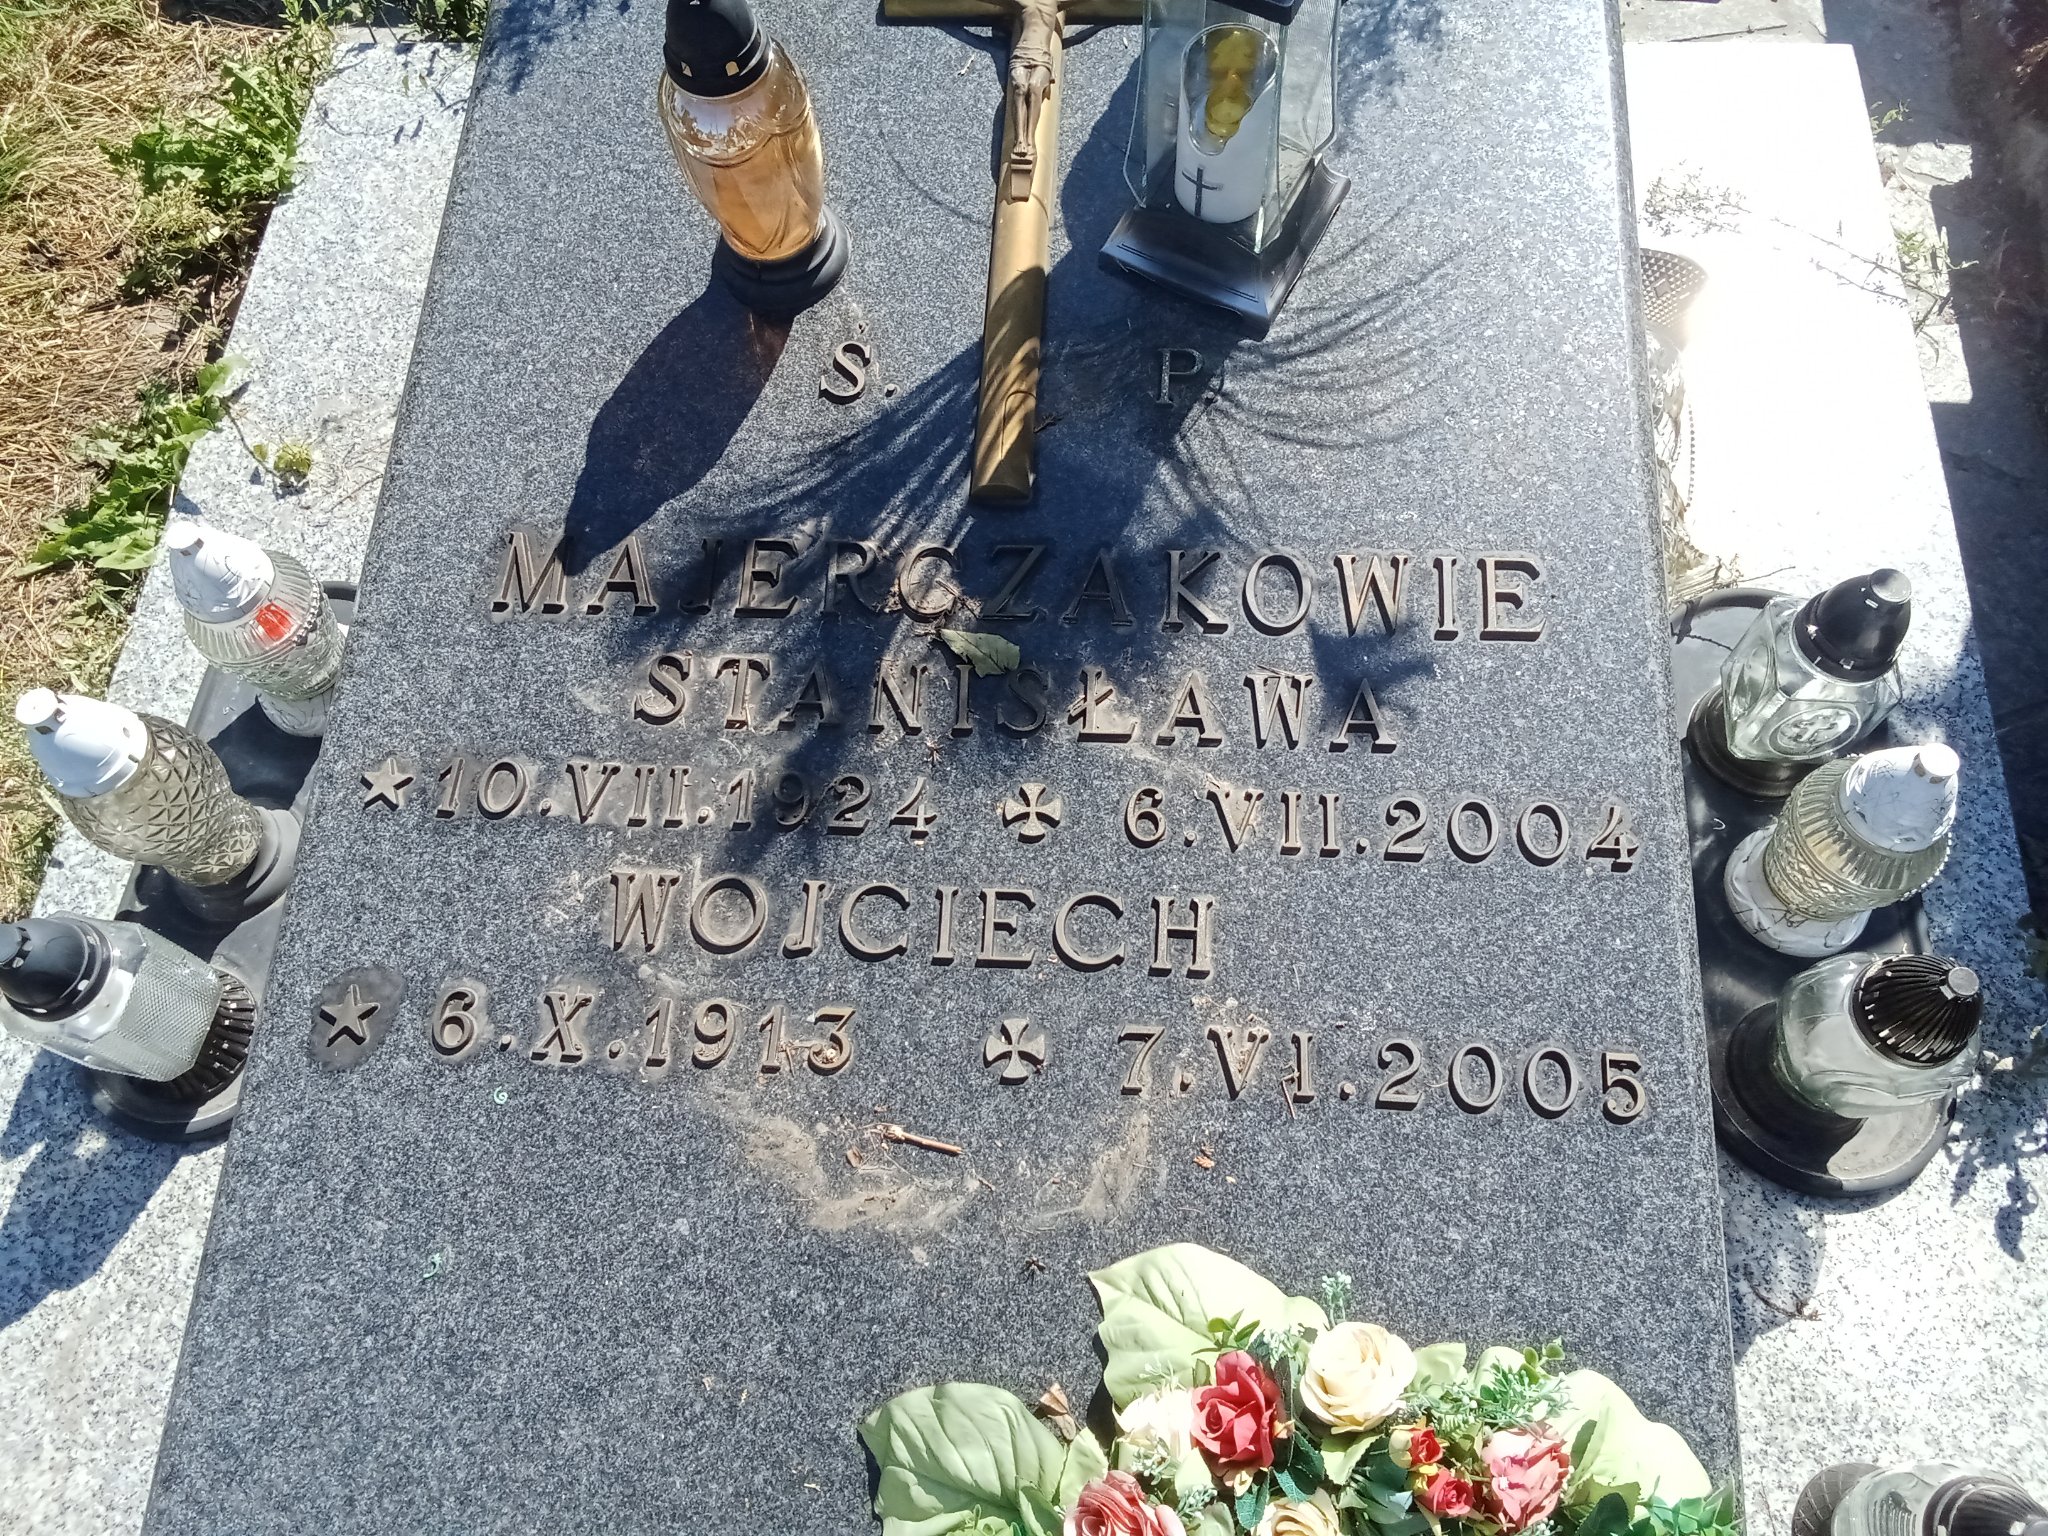 Ś. P.
MAJERCZAKOWIE
STANISŁAWA
10.VII.1924 6.VII.2004
WOJCIECH
6.X.1913 7.VI.2005